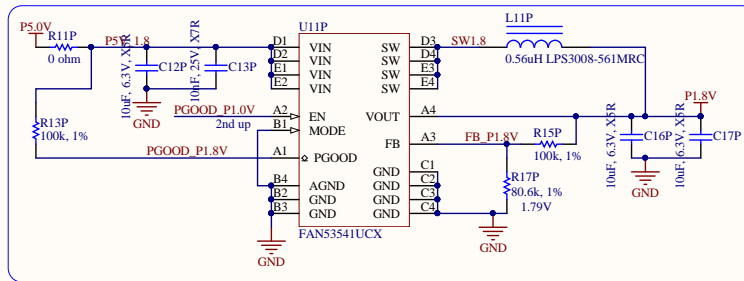 P5.0V
R11P
0 ohm
P5V_1.8
10uF, 6.3V, X5R
C12P
10nF, 25V, X7R
C13P
GND
R13P
100k, 1%
PGOOD_P1.0V
2nd up
PGOOD_P1.8V
U11P
D1 VIN SW D3
D2 VIN SW D4
E1 VIN SW E3
E2 VIN SW E4
A2 EN VOUT A4
B1 MODE
FB A3
A1 PGOOD
GND C1
B4 AGND GND C2
B2 GND GND C3
B3 GND GND C4
FAN53541UCX
GND
SW1.8
L11P
0.56uH LPS3008-561MRC
FB_P1.8V
R15P
100k, 1%
R17P
80.6k, 1%
1.79V
GND
P1.8V
10uF, 6.3V, X5R
C16P
10uF, 6.3V, X5R
C17P
GND